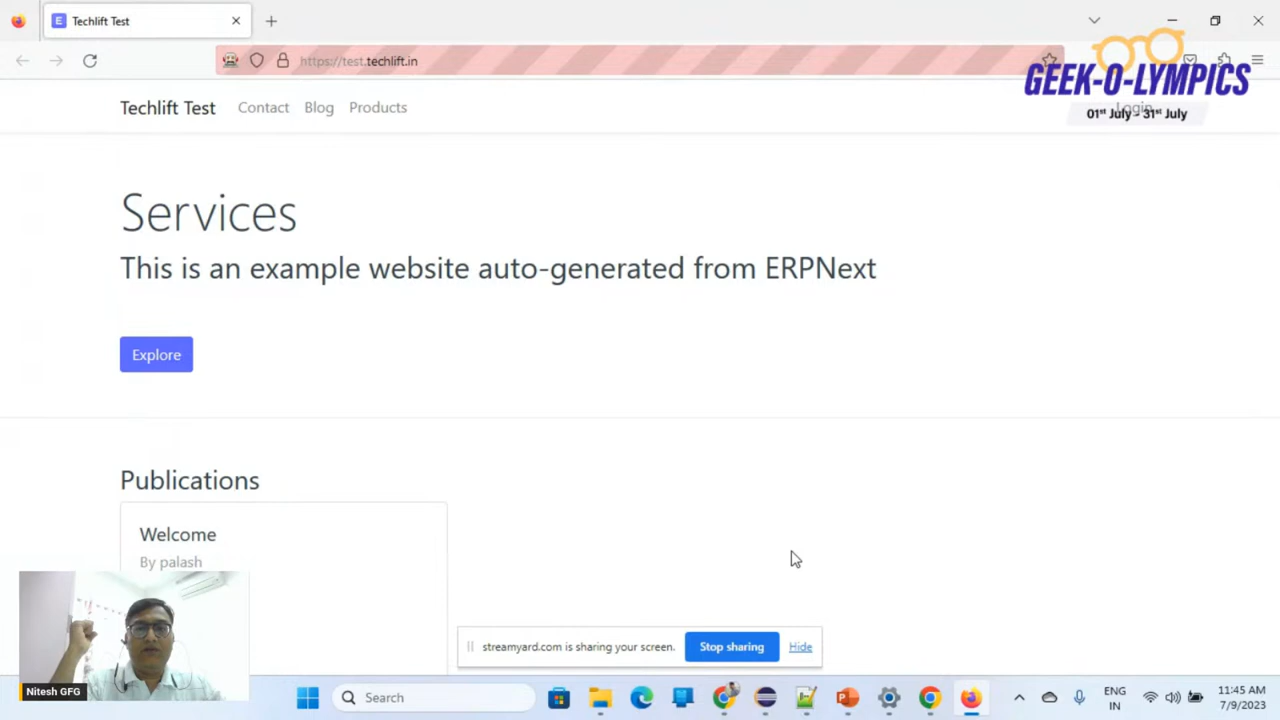 Techlift Test
https://test.techlift.in
GEEK-O-LYMPICS
01st July - 31st July
Techlift Test Contact Blog Products Login
Services
This is an example website auto-generated from ERPNext
Explore
Publications
Welcome
By palash
streamyard.com is sharing your screen. Stop sharing Hide
Nitesh GFG
Search
ENG
IN
11:45 AM
7/9/2023